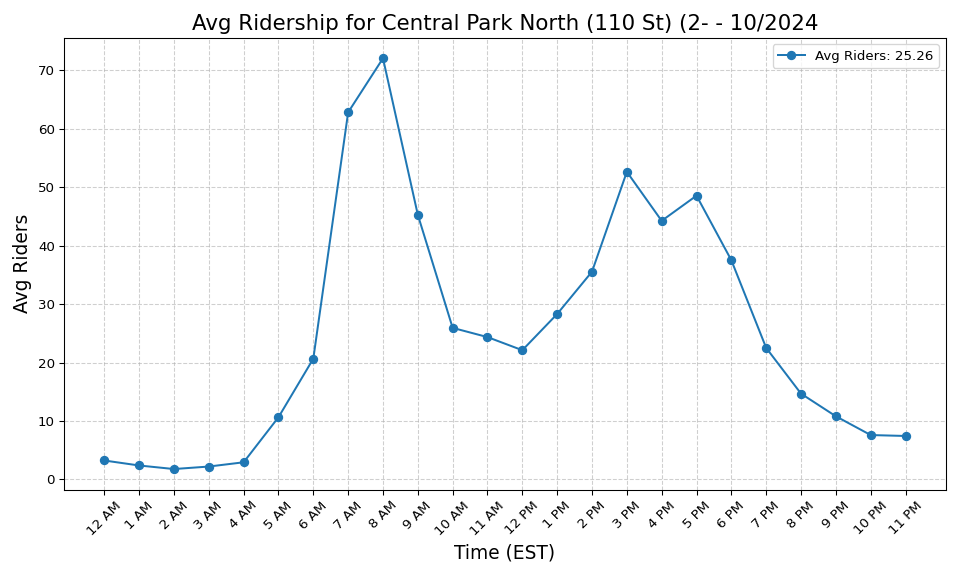 Avg Ridership for Central Park North (110 St) (2- - 10/2024
Avg Riders: 25.26
Avg Riders
70
60
50
40
30
20
10
0
12 AM
1 AM
2 AM
3 AM
4 AM
5 AM
6 AM
7 AM
8 AM
9 AM
10 AM
11 AM
12 PM
1 PM
2 PM
3 PM
4 PM
5 PM
6 PM
7 PM
8 PM
9 PM
10 PM
11 PM
Time (EST)